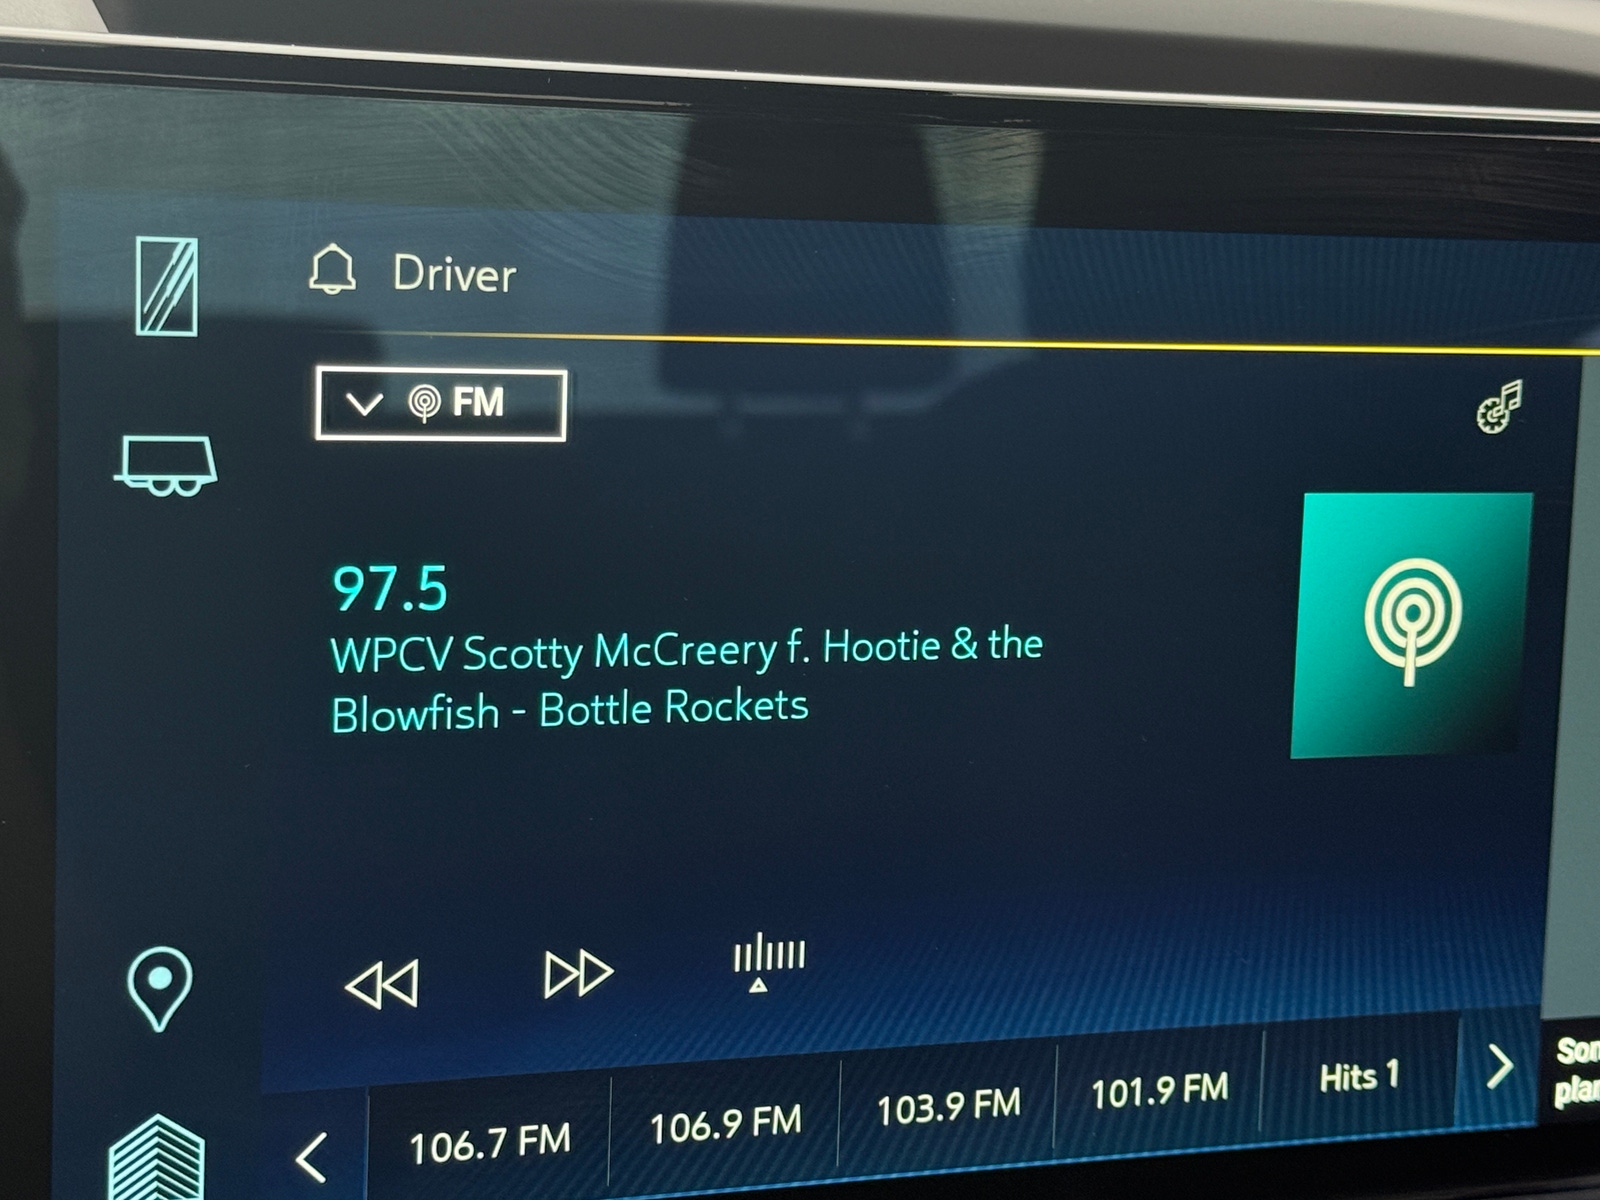 Driver
FM
97.5
WPCV Scotty McCreery f. Hootie & the
Blowfish - Bottle Rockets
106.7 FM
106.9 FM
103.9 FM
101.9 FM
Hits 1